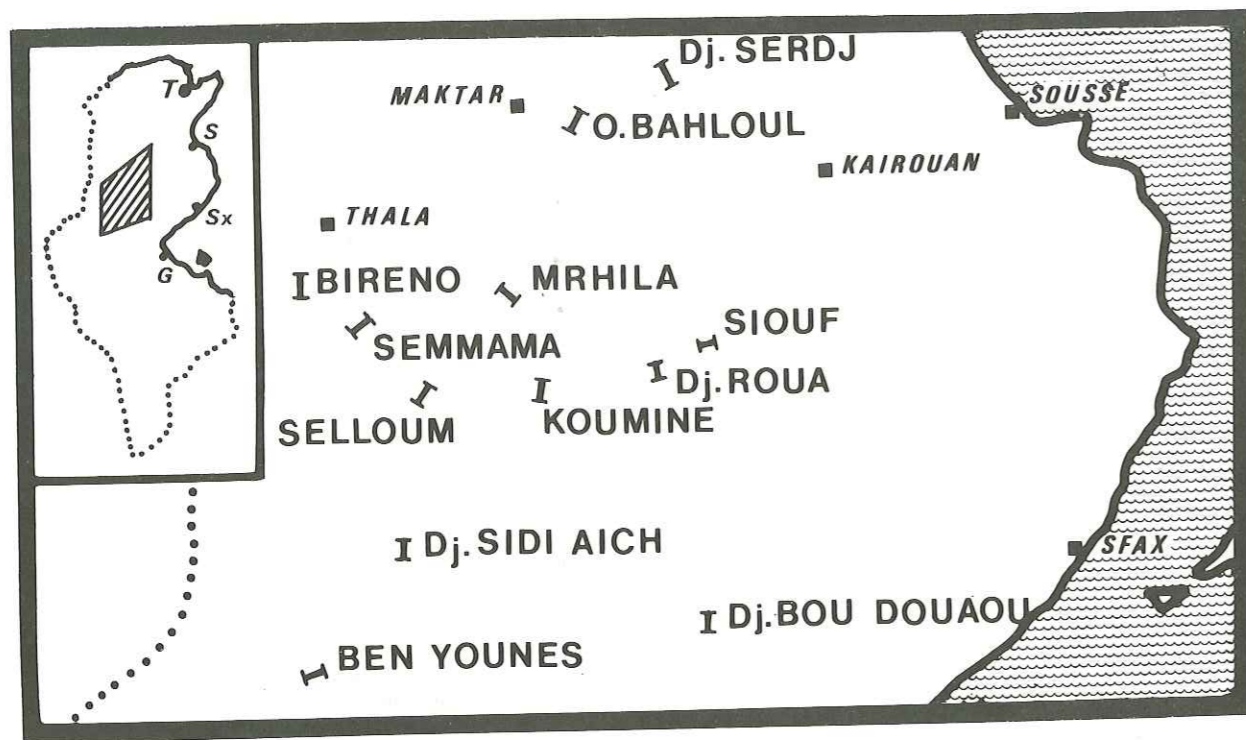 T
S
Sx
G
Dj. SERDJ
MAKTAR
O. BAHLOUL
SOUSSE
KAIROUAN
THALA
BIRENO
MRHILA
SIOUF
SEMMAMA
Dj. ROUA
SELLOUM
KOUMINE
Dj. SIDI AICH
SFAX
Dj. BOU DOUAOU
BEN YOUNES